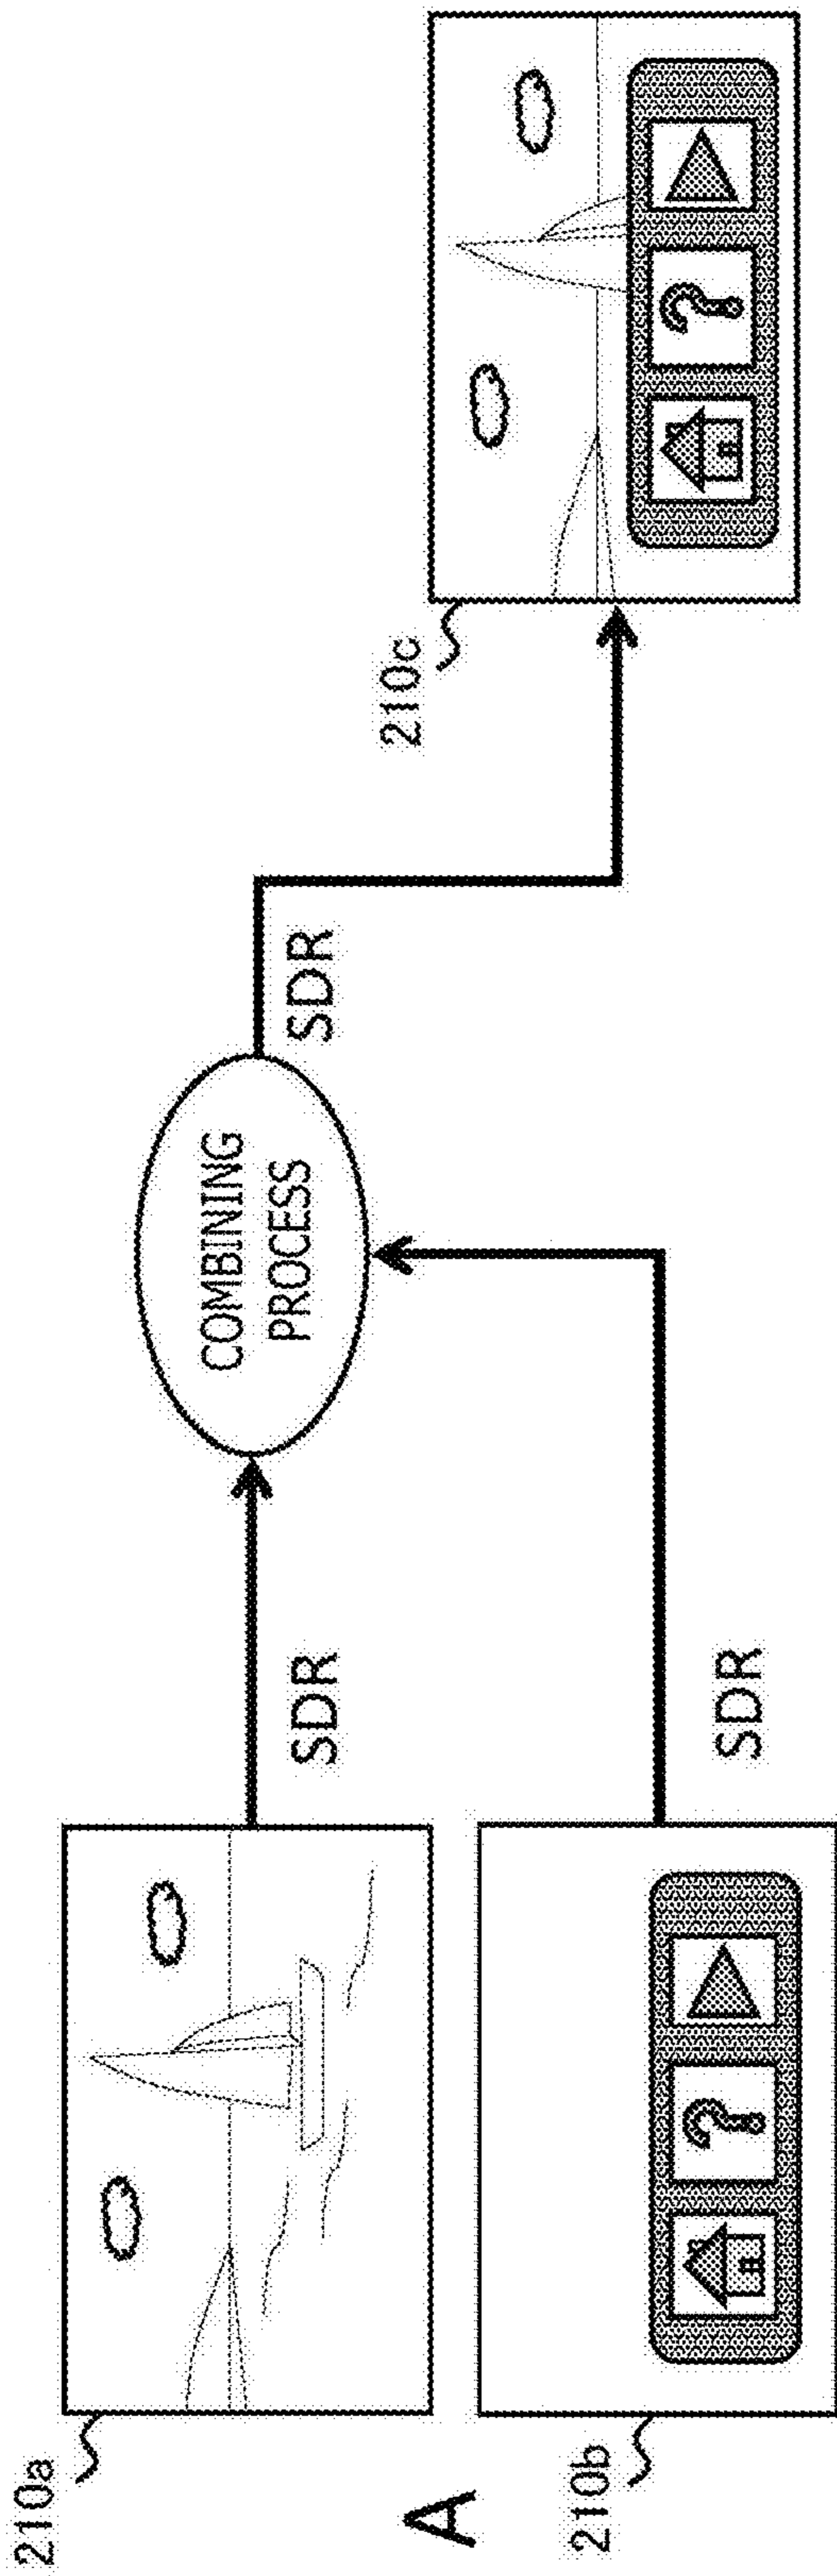 A
210a
SDR
COMBINING
PROCESS
SDR
210c
?
210b
?
SDR